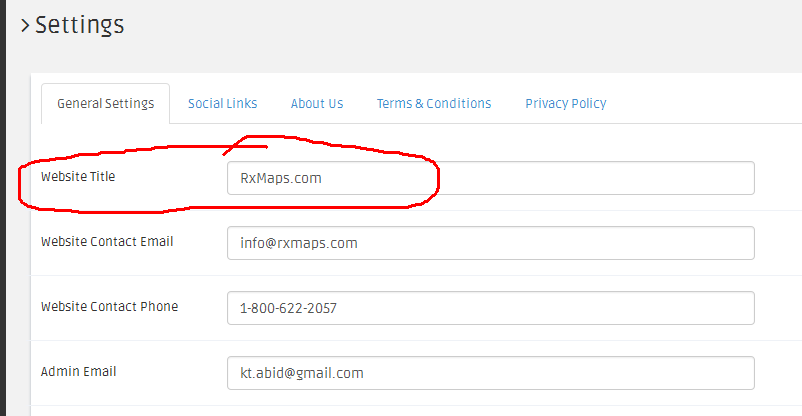 > Settings
General Settings Social Links About Us Terms & Conditions Privacy Policy
Website Title RxMaps.com
Website Contact Email info@rxmaps.com
Website Contact Phone 1-800-622-2057
Admin Email kt.abid@gmail.com